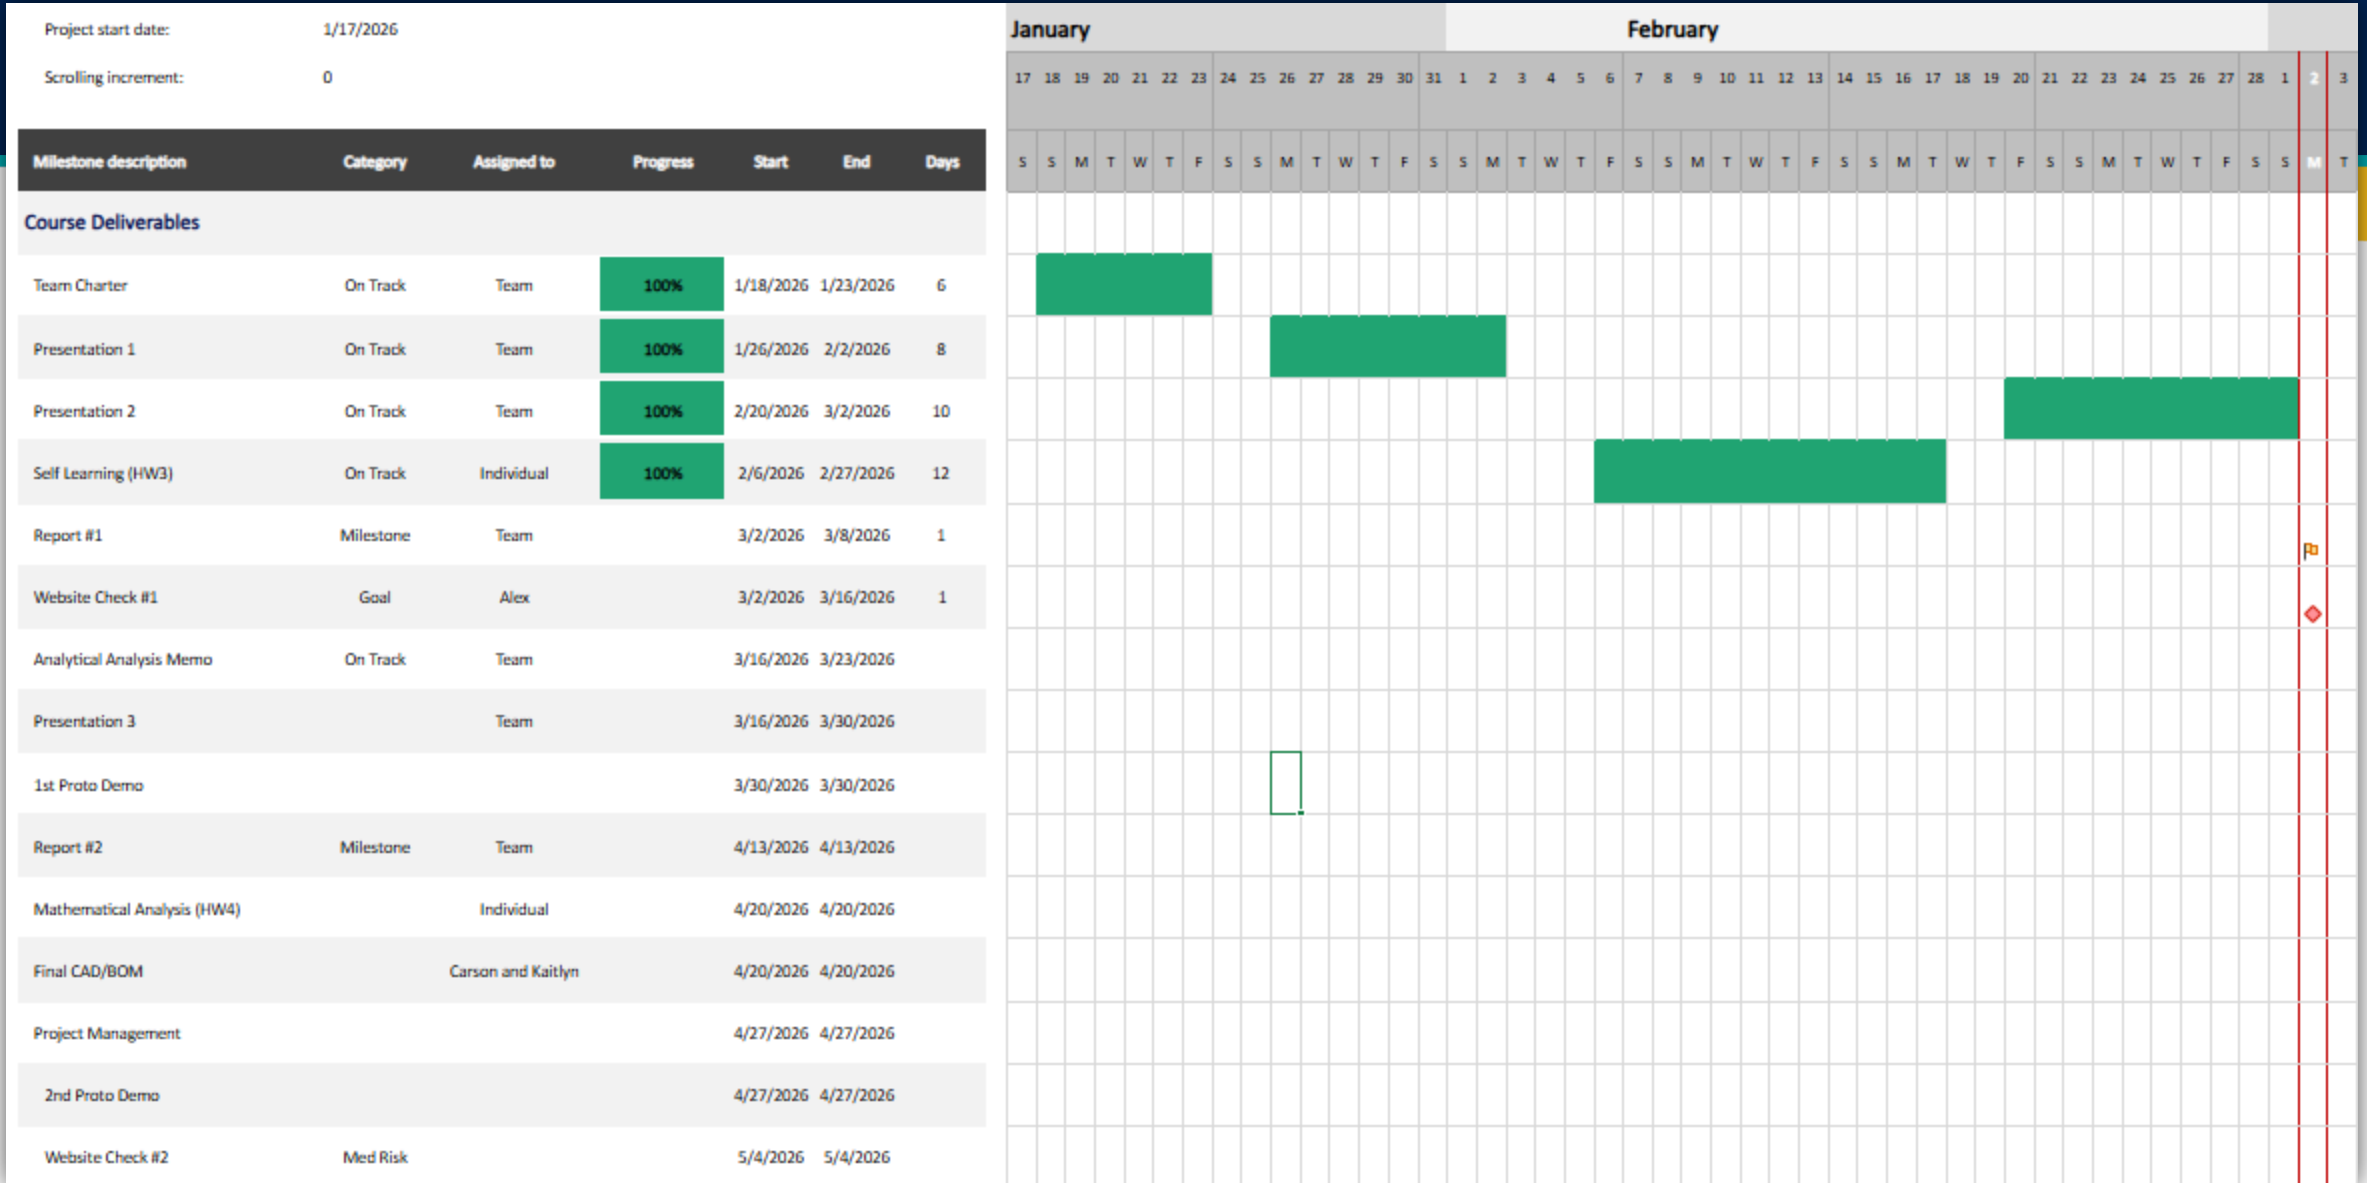 Project start date: 1/17/2026 January February
Scrolling increment: 0 17 18 19 20 21 22 23 24 25 26 27 28 29 30 31 1 2 3 4 5 6 7 8 9 10 11 12 13 14 15 16 17 18 19 20 21 22 23 24 25 26 27 28 1 2 3
Milestone description Category Assigned to Progress Start End Days S S M T W T F S S M T W T F S S M T W T F S S M T W T F S S M T W T F S S M T W T F S S M T
Course Deliverables
Team Charter On Track Team 100% 1/18/2026 1/23/2026 6
Presentation 1 On Track Team 100% 1/26/2026 2/2/2026 8
Presentation 2 On Track Team 100% 2/20/2026 3/2/2026 10
Self Learning (HW3) On Track Individual 100% 2/6/2026 2/27/2026 12
Report #1 Milestone Team 3/2/2026 3/8/2026 1
Website Check #1 Goal Alex 3/2/2026 3/16/2026 1
Analytical Analysis Memo On Track Team 3/16/2026 3/23/2026
Presentation 3 Team 3/16/2026 3/30/2026
1st Proto Demo 3/30/2026 3/30/2026
Report #2 Milestone Team 4/13/2026 4/13/2026
Mathematical Analysis (HW4) Individual 4/20/2026 4/20/2026
Final CAD/BOM Carson and Kaitlyn 4/20/2026 4/20/2026
Project Management 4/27/2026 4/27/2026
2nd Proto Demo 4/27/2026 4/27/2026
Website Check #2 Med Risk 5/4/2026 5/4/2026